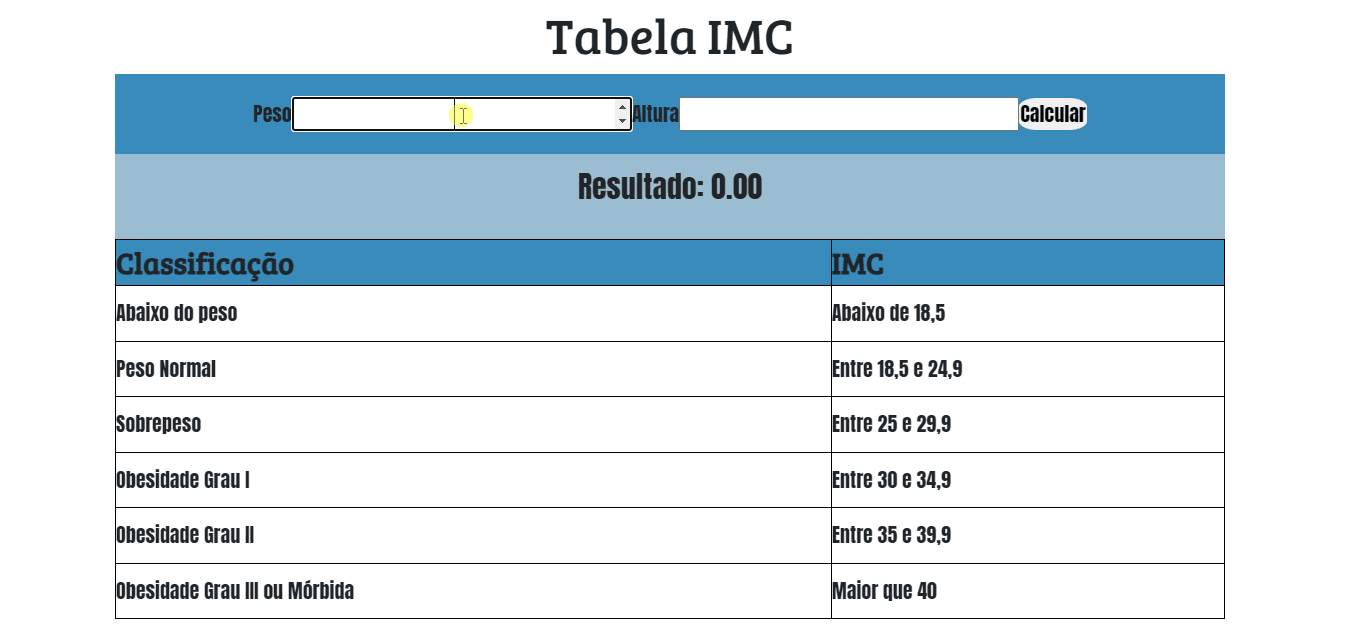 Tabela IMC
Peso Altura Calcular
Resultado: 0.00
Classificação IMC
Abaixo do peso Abaixo de 18,5
Peso Normal Entre 18,5 e 24,9
Sobrepeso Entre 25 e 29,9
Obesidade Grau I Entre 30 e 34,9
Obesidade Grau II Entre 35 e 39,9
Obesidade Grau III ou Mórbida Maior que 40